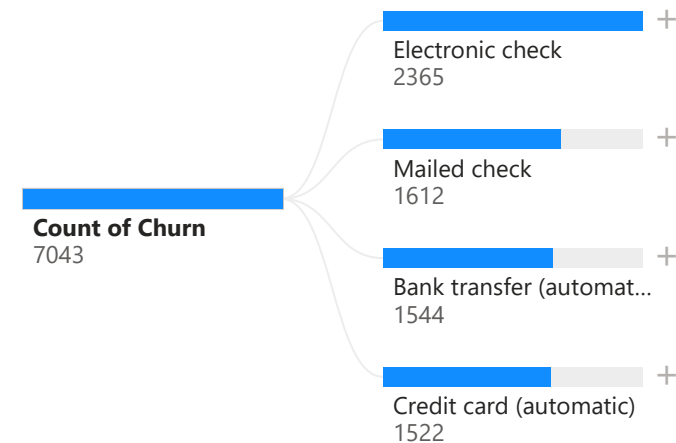 Electronic check
2365
Mailed check
1612
Count of Churn
7043
Bank transfer (automat...
1544
Credit card (automatic)
1522